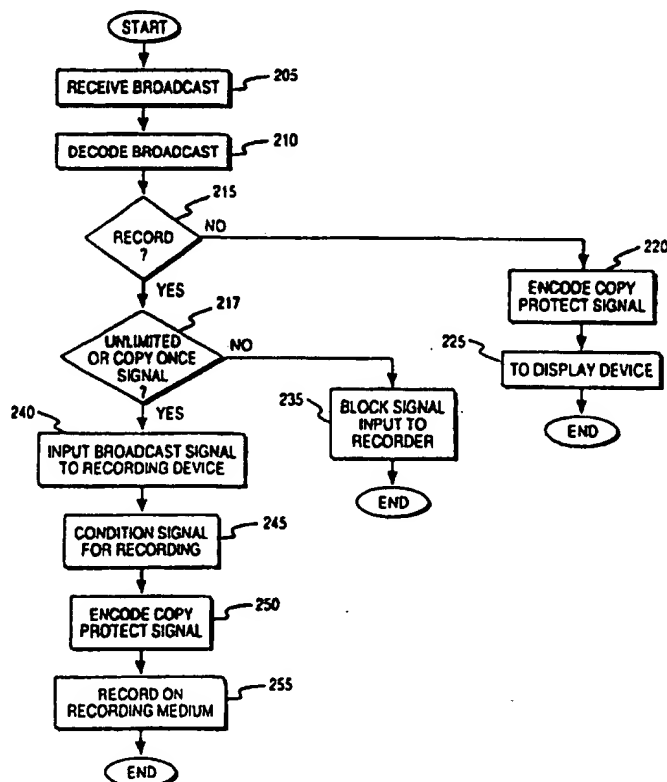 START
RECEIVE BROADCAST
205
DECODE BROADCAST
210
215
RECORD
?
NO
YES
220
ENCODE COPY
PROTECT SIGNAL
225
TO DISPLAY DEVICE
END
217
UNLIMITED
OR COPY ONCE
SIGNAL
?
NO
YES
235
BLOCK SIGNAL
INPUT TO
RECORDER
END
240
INPUT BROADCAST SIGNAL
TO RECORDING DEVICE
CONDITION SIGNAL
FOR RECORDING
245
ENCODE COPY
PROTECT SIGNAL
250
RECORD ON
RECORDING MEDIUM
255
END